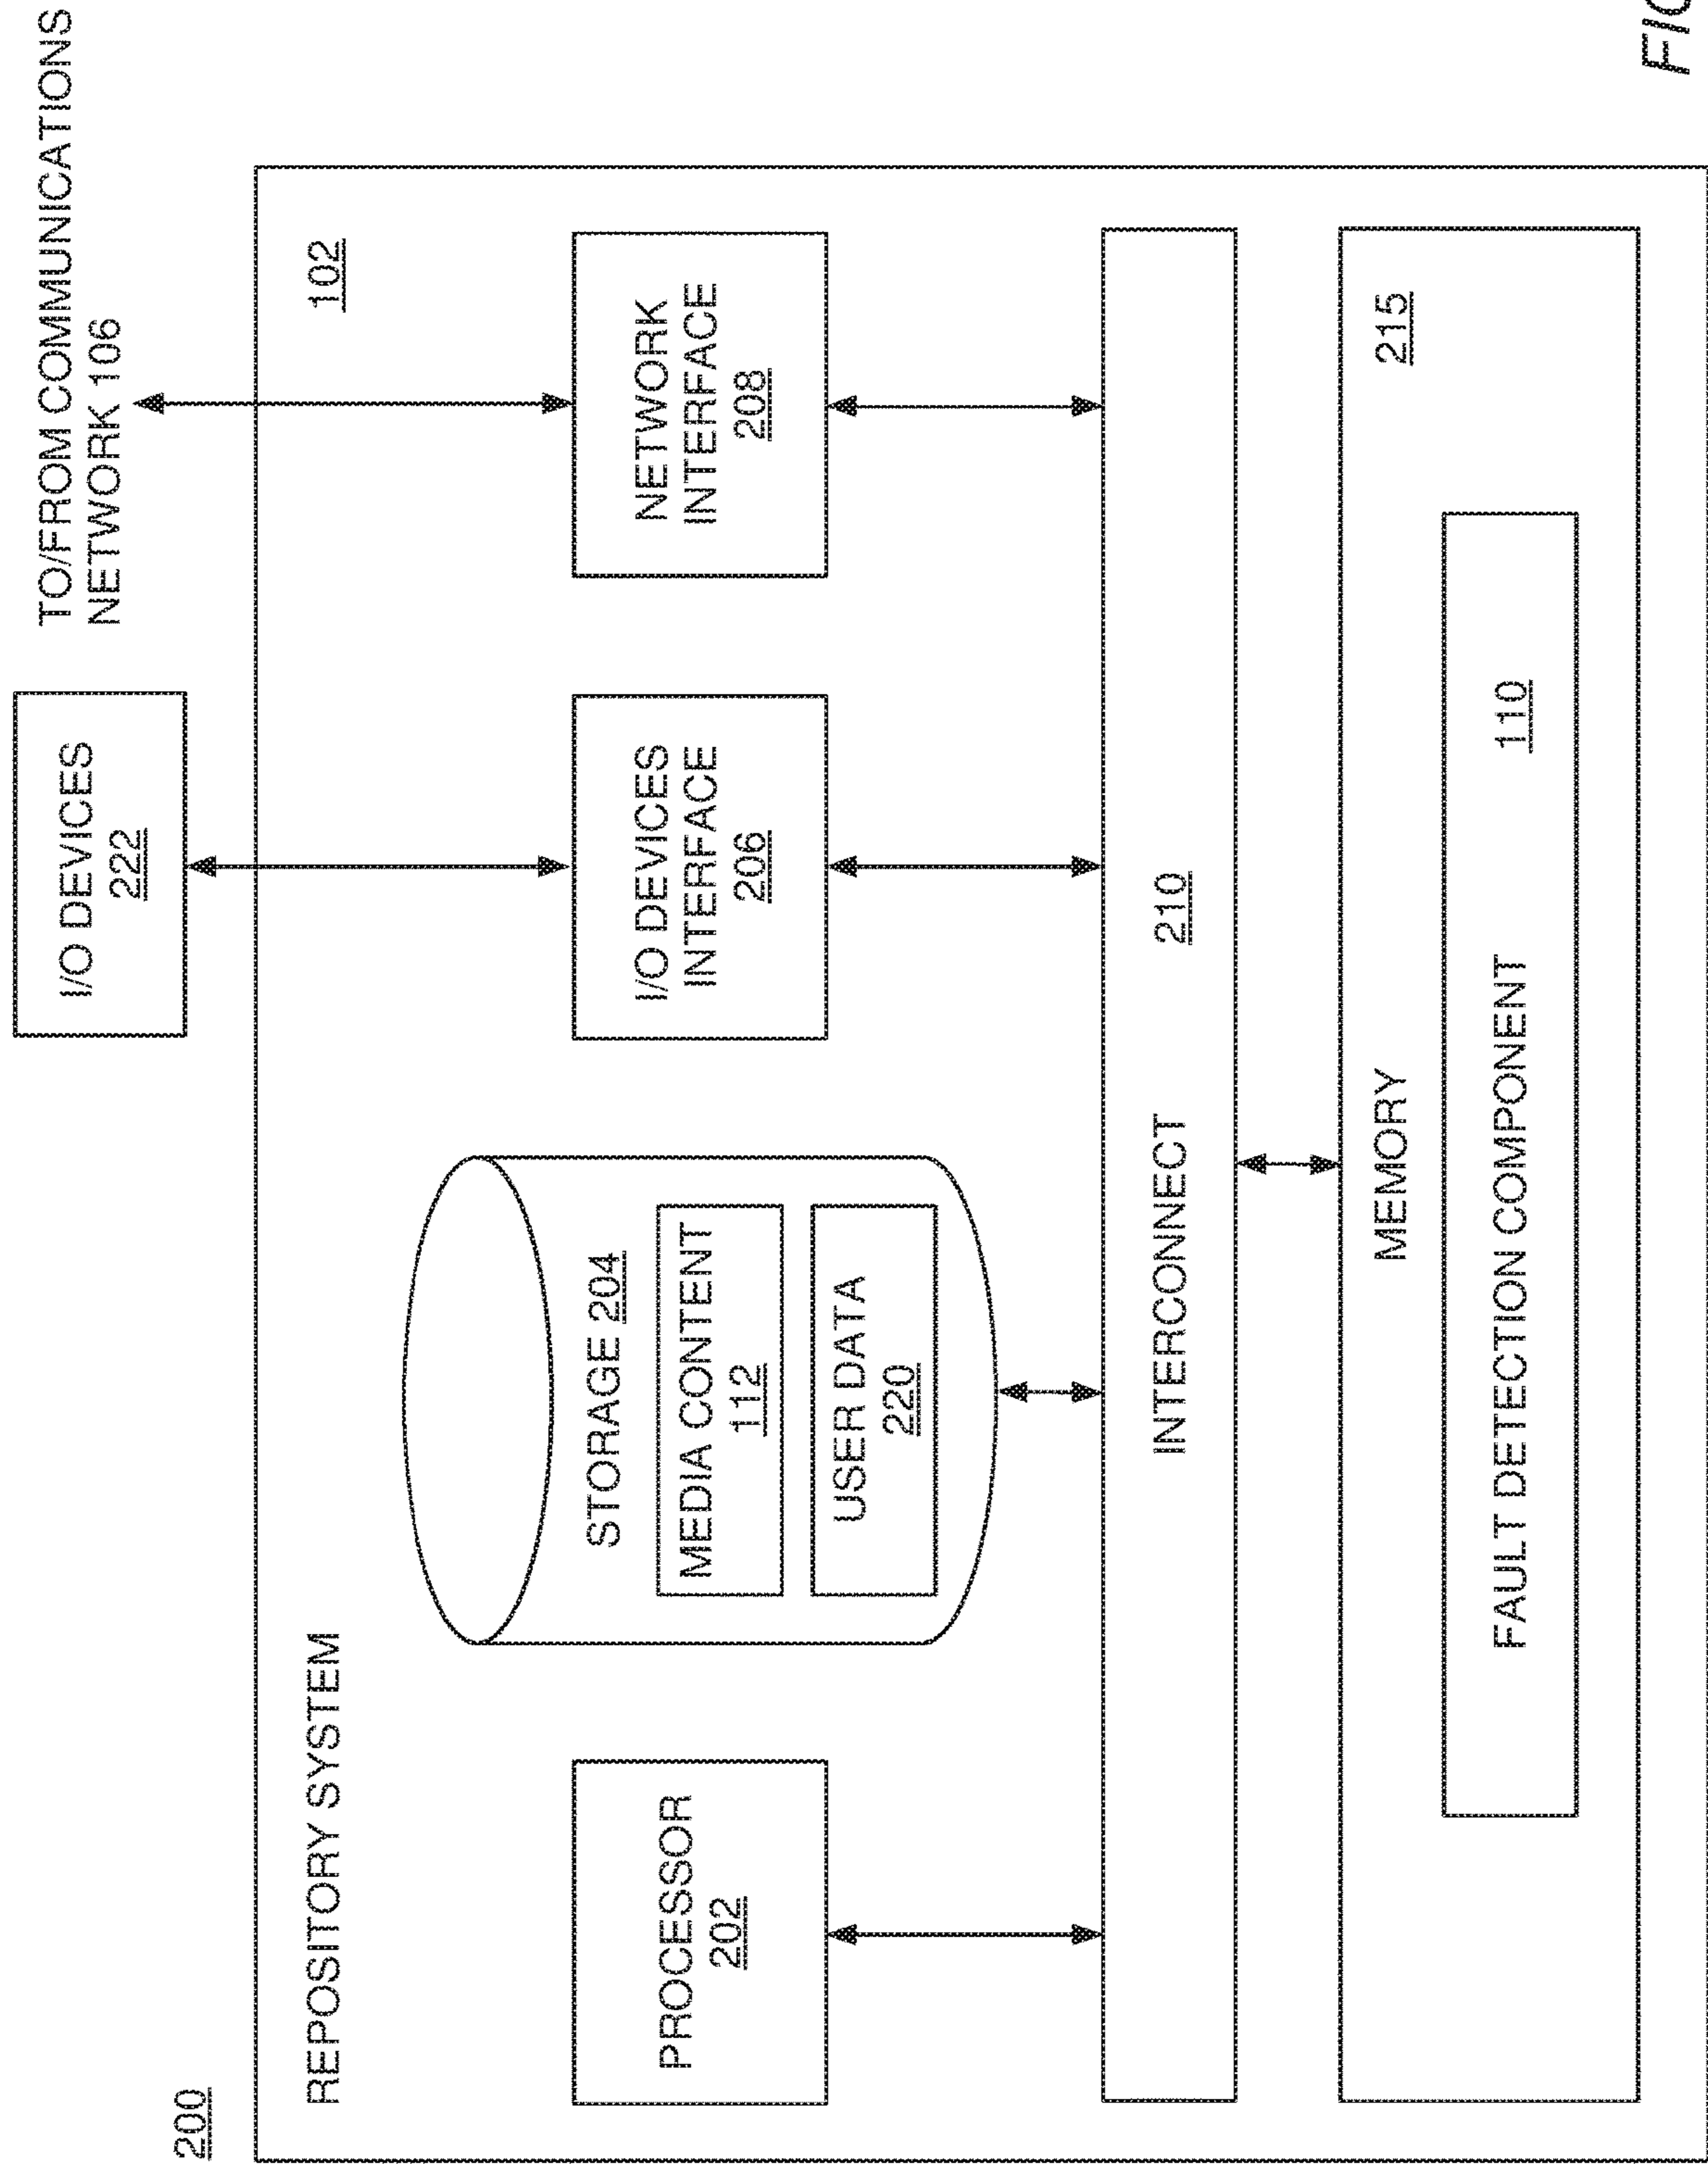 200
TO/FROM COMMUNICATIONS
NETWORK 106
I/O DEVICES
222
REPOSITORY SYSTEM
102
PROCESSOR
202
STORAGE 204
MEDIA CONTENT
112
USER DATA
220
I/O DEVICES
INTERFACE
206
NETWORK
INTERFACE
208
INTERCONNECT
210
MEMORY
215
FAULT DETECTION COMPONENT
110